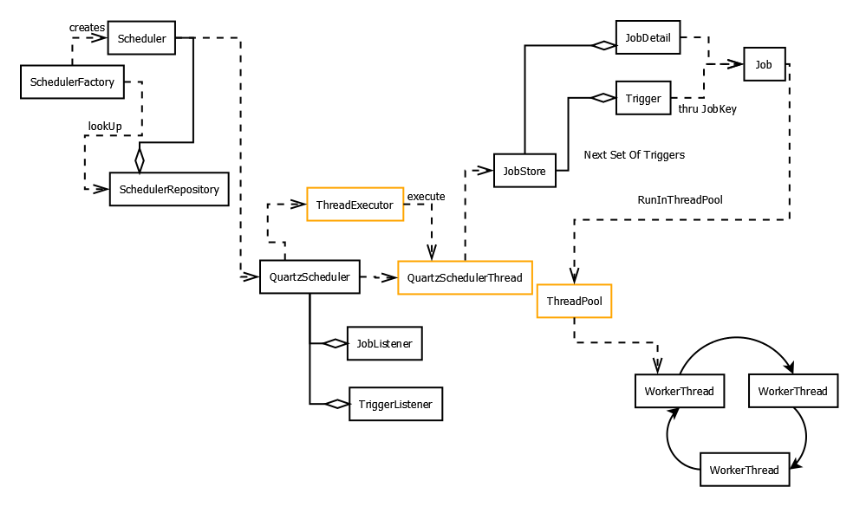 creates
Scheduler
JobDetail
Job
SchedulerFactory
Trigger
thru JobKey
lookUp
Next Set Of Triggers
JobStore
SchedulerRepository
ThreadExecutor
execute
RunInThreadPool
QuartzScheduler
QuartzSchedulerThread
ThreadPool
JobListener
TriggerListener
WorkerThread
WorkerThread
WorkerThread